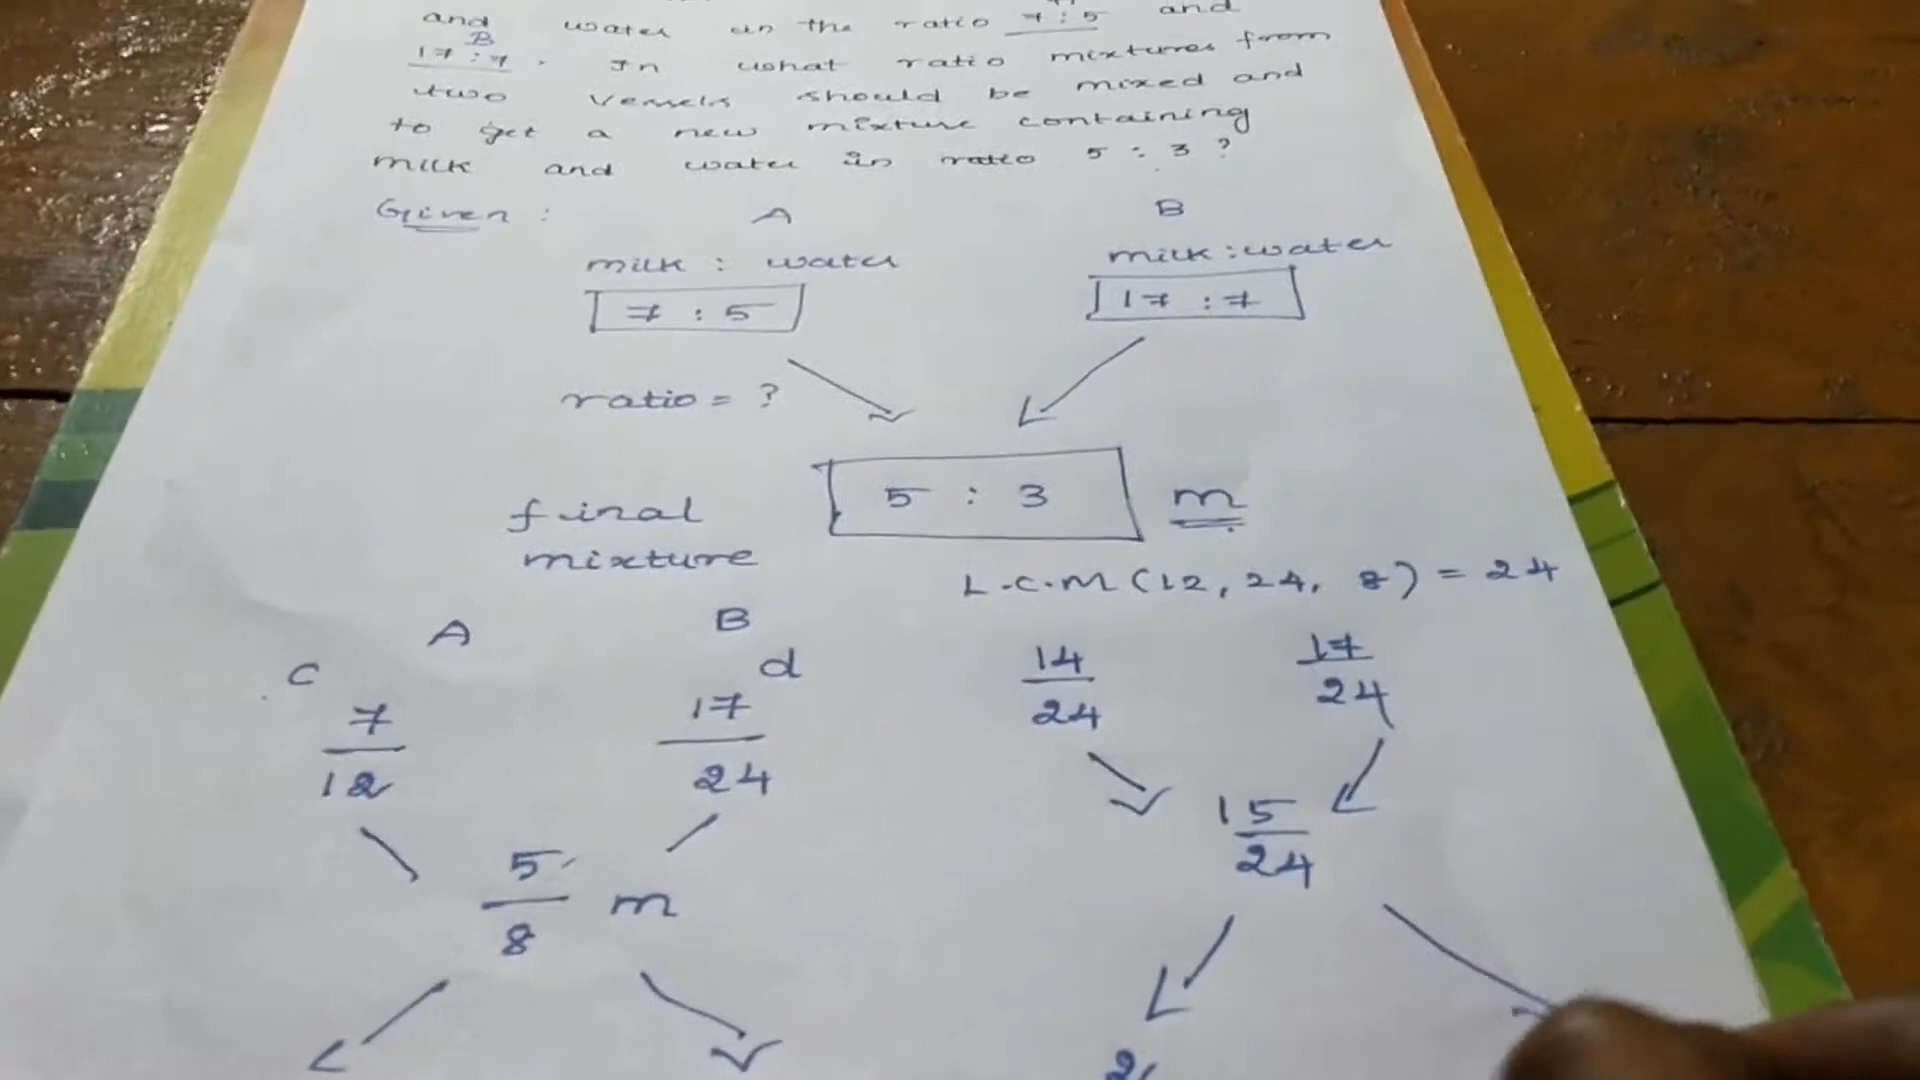 and water in the ratio 7 : 5 and
B
17 : 7 . In what ratio mixtures from
two vessels should be mixed and
to get a new mixture containing
milk and water in ratio 5 : 3 ?
Given : A B
milk : water milk : water
7 : 5 17 : 7
ratio = ?
5 : 3 m
final
mixture
L.C.M (12, 24, 8) = 24
A B
c d
7/12 17/24 14/24 17/24
5/8 m 15/24
2